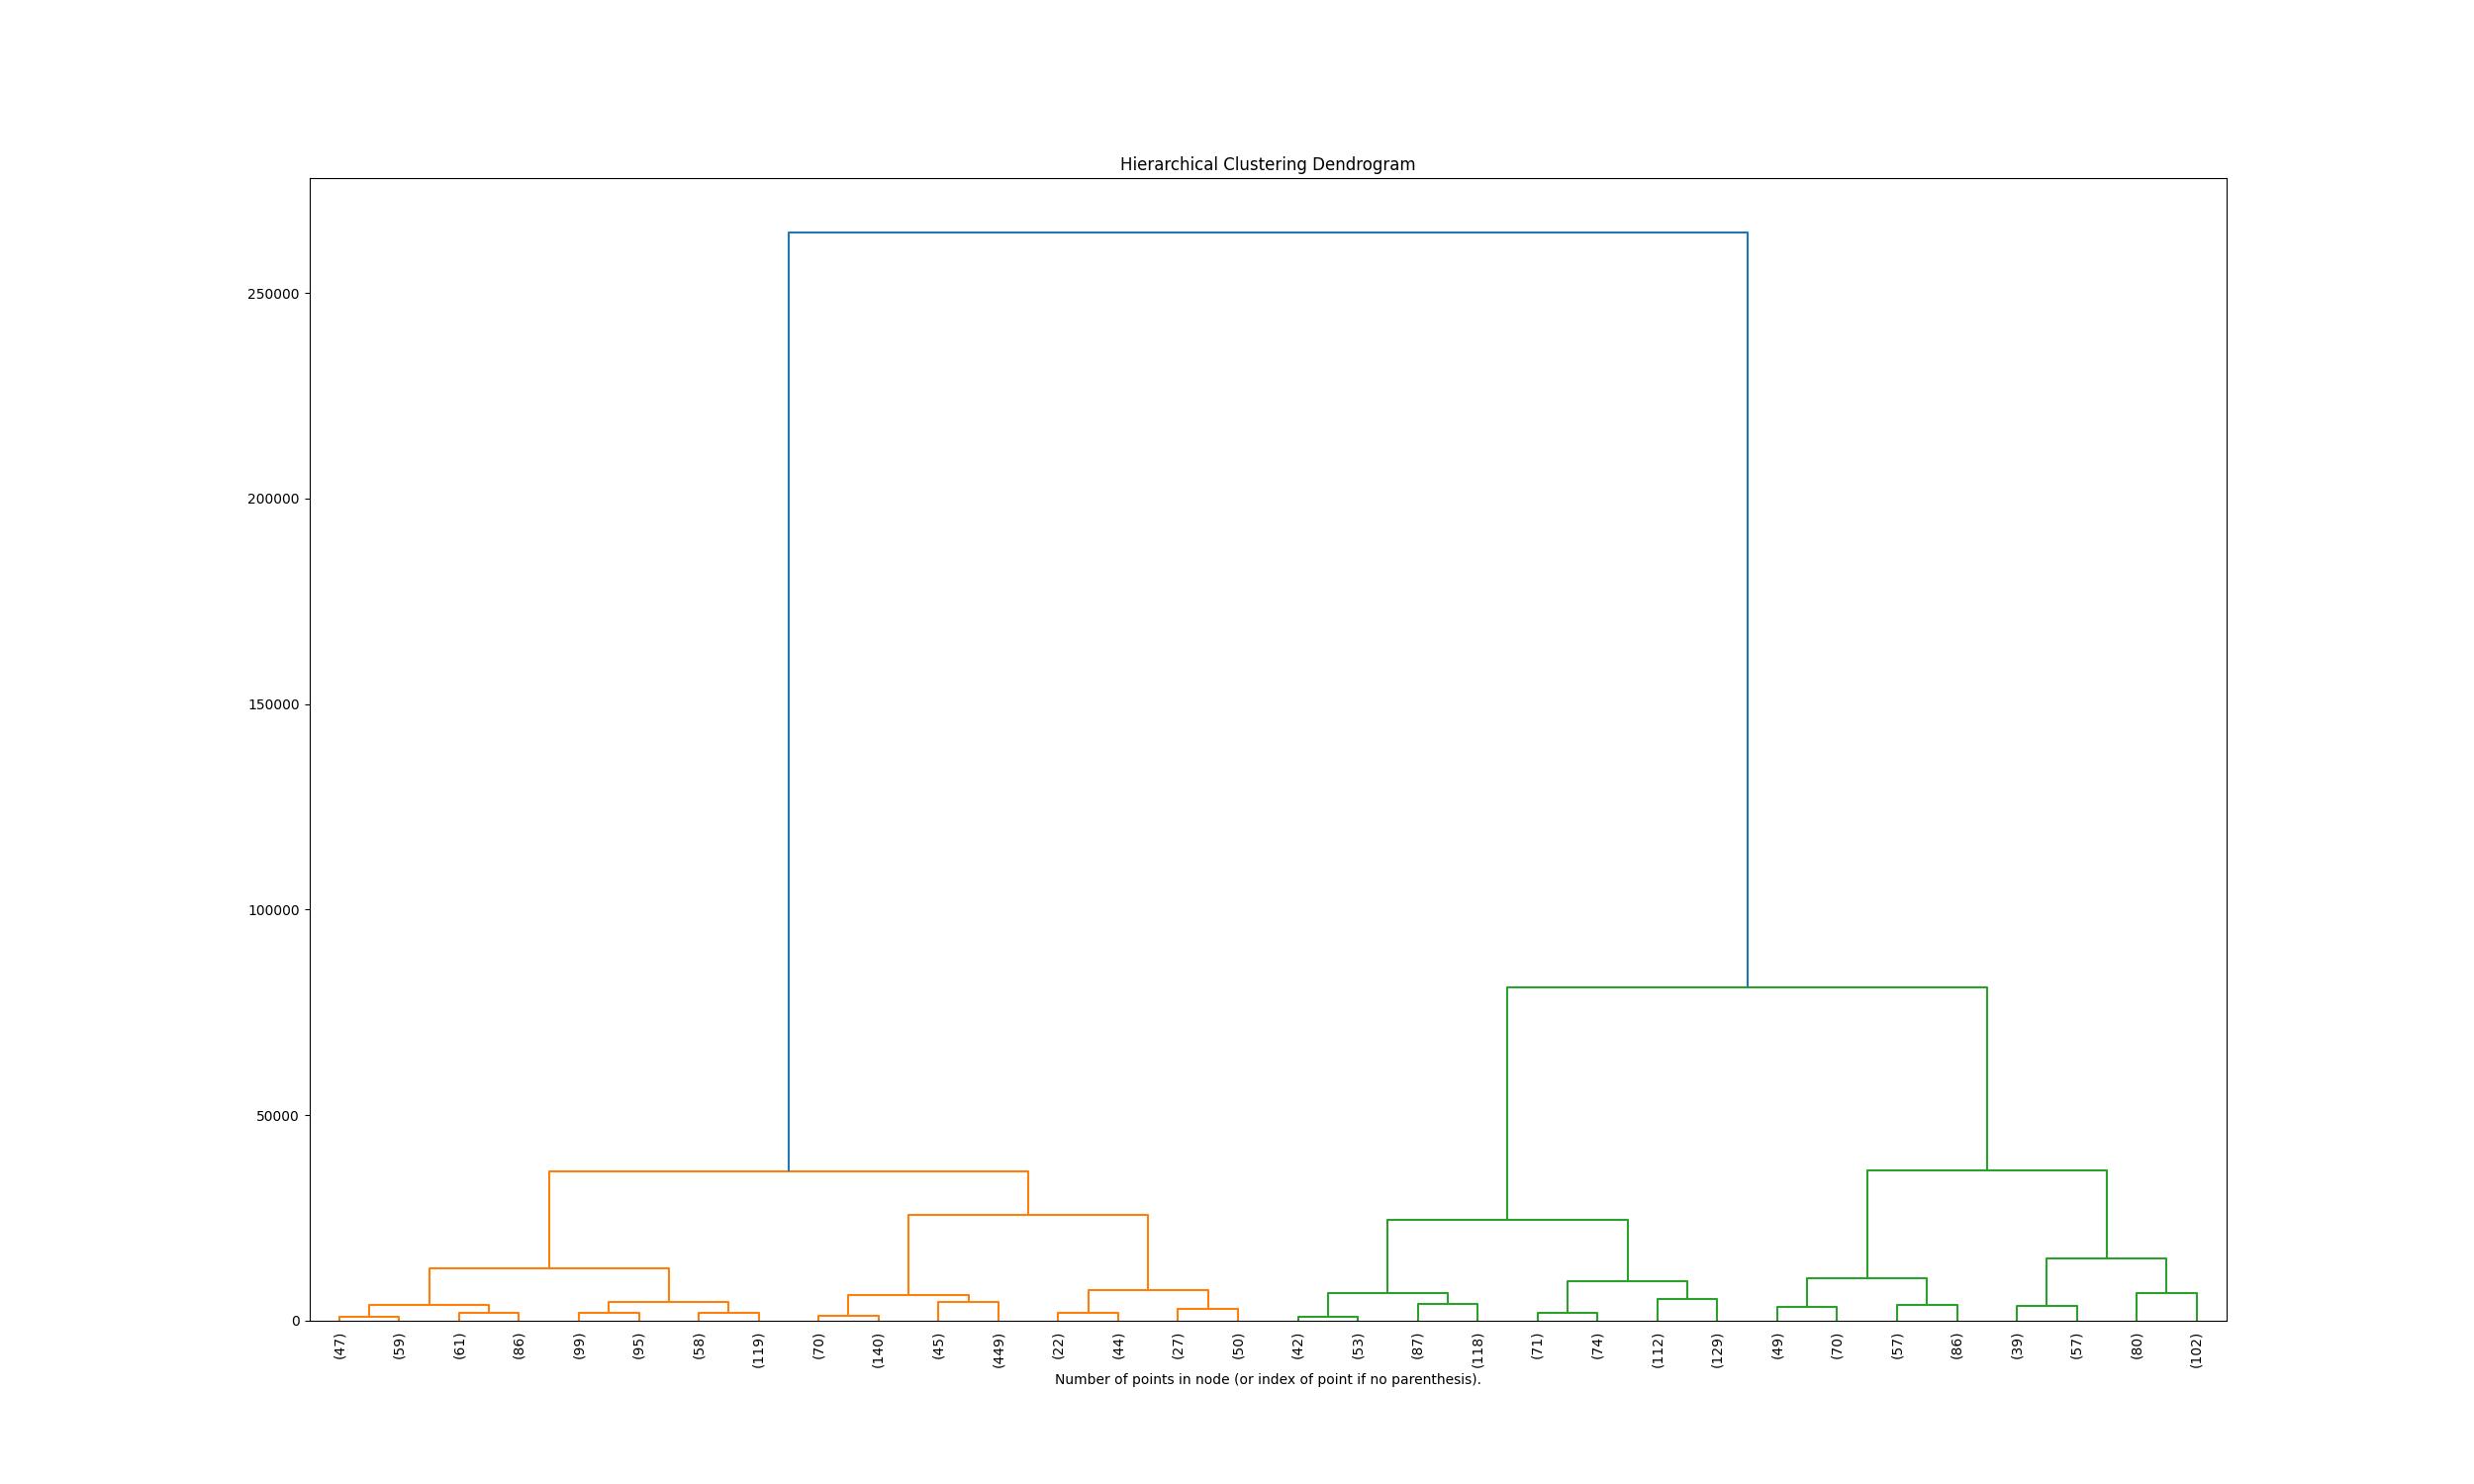 Hierarchical Clustering Dendrogram
250000
200000
150000
100000
50000
0
(47) (59) (61) (86) (99) (95) (58) (119) (70) (140) (45) (449) (22) (44) (27) (50) (42) (53) (87) (118) (71) (74) (112) (129) (49) (70) (57) (86) (39) (57) (80) (102)
Number of points in node (or index of point if no parenthesis).